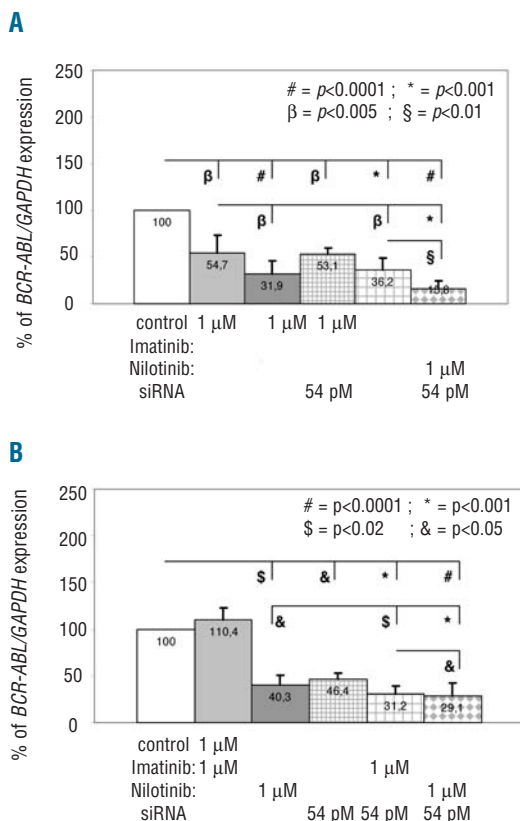 A
% of BCR-ABL/GAPDH expression
250
200
150
100
50
0
# = p<0.0001 ; * = p<0.001
β = p<0.005 ; § = p<0.01
β # β * #
β β *
§
100
54,7
31,9
53,1
36,2
control 1 µM 1 µM 1 µM
Imatinib:
Nilotinib: 1 µM
siRNA 54 pM 54 pM
B
% of BCR-ABL/GAPDH expression
250
200
150
100
50
0
# = p<0.0001 ; * = p<0.001
$ = p<0.02 ; & = p<0.05
$ & * #
& $ *
&
100
110,4
40,3
46,4
31,2
29,1
control 1 µM
Imatinib: 1 µM 1 µM
Nilotinib: 1 µM 1 µM
siRNA 54 pM 54 pM 54 pM